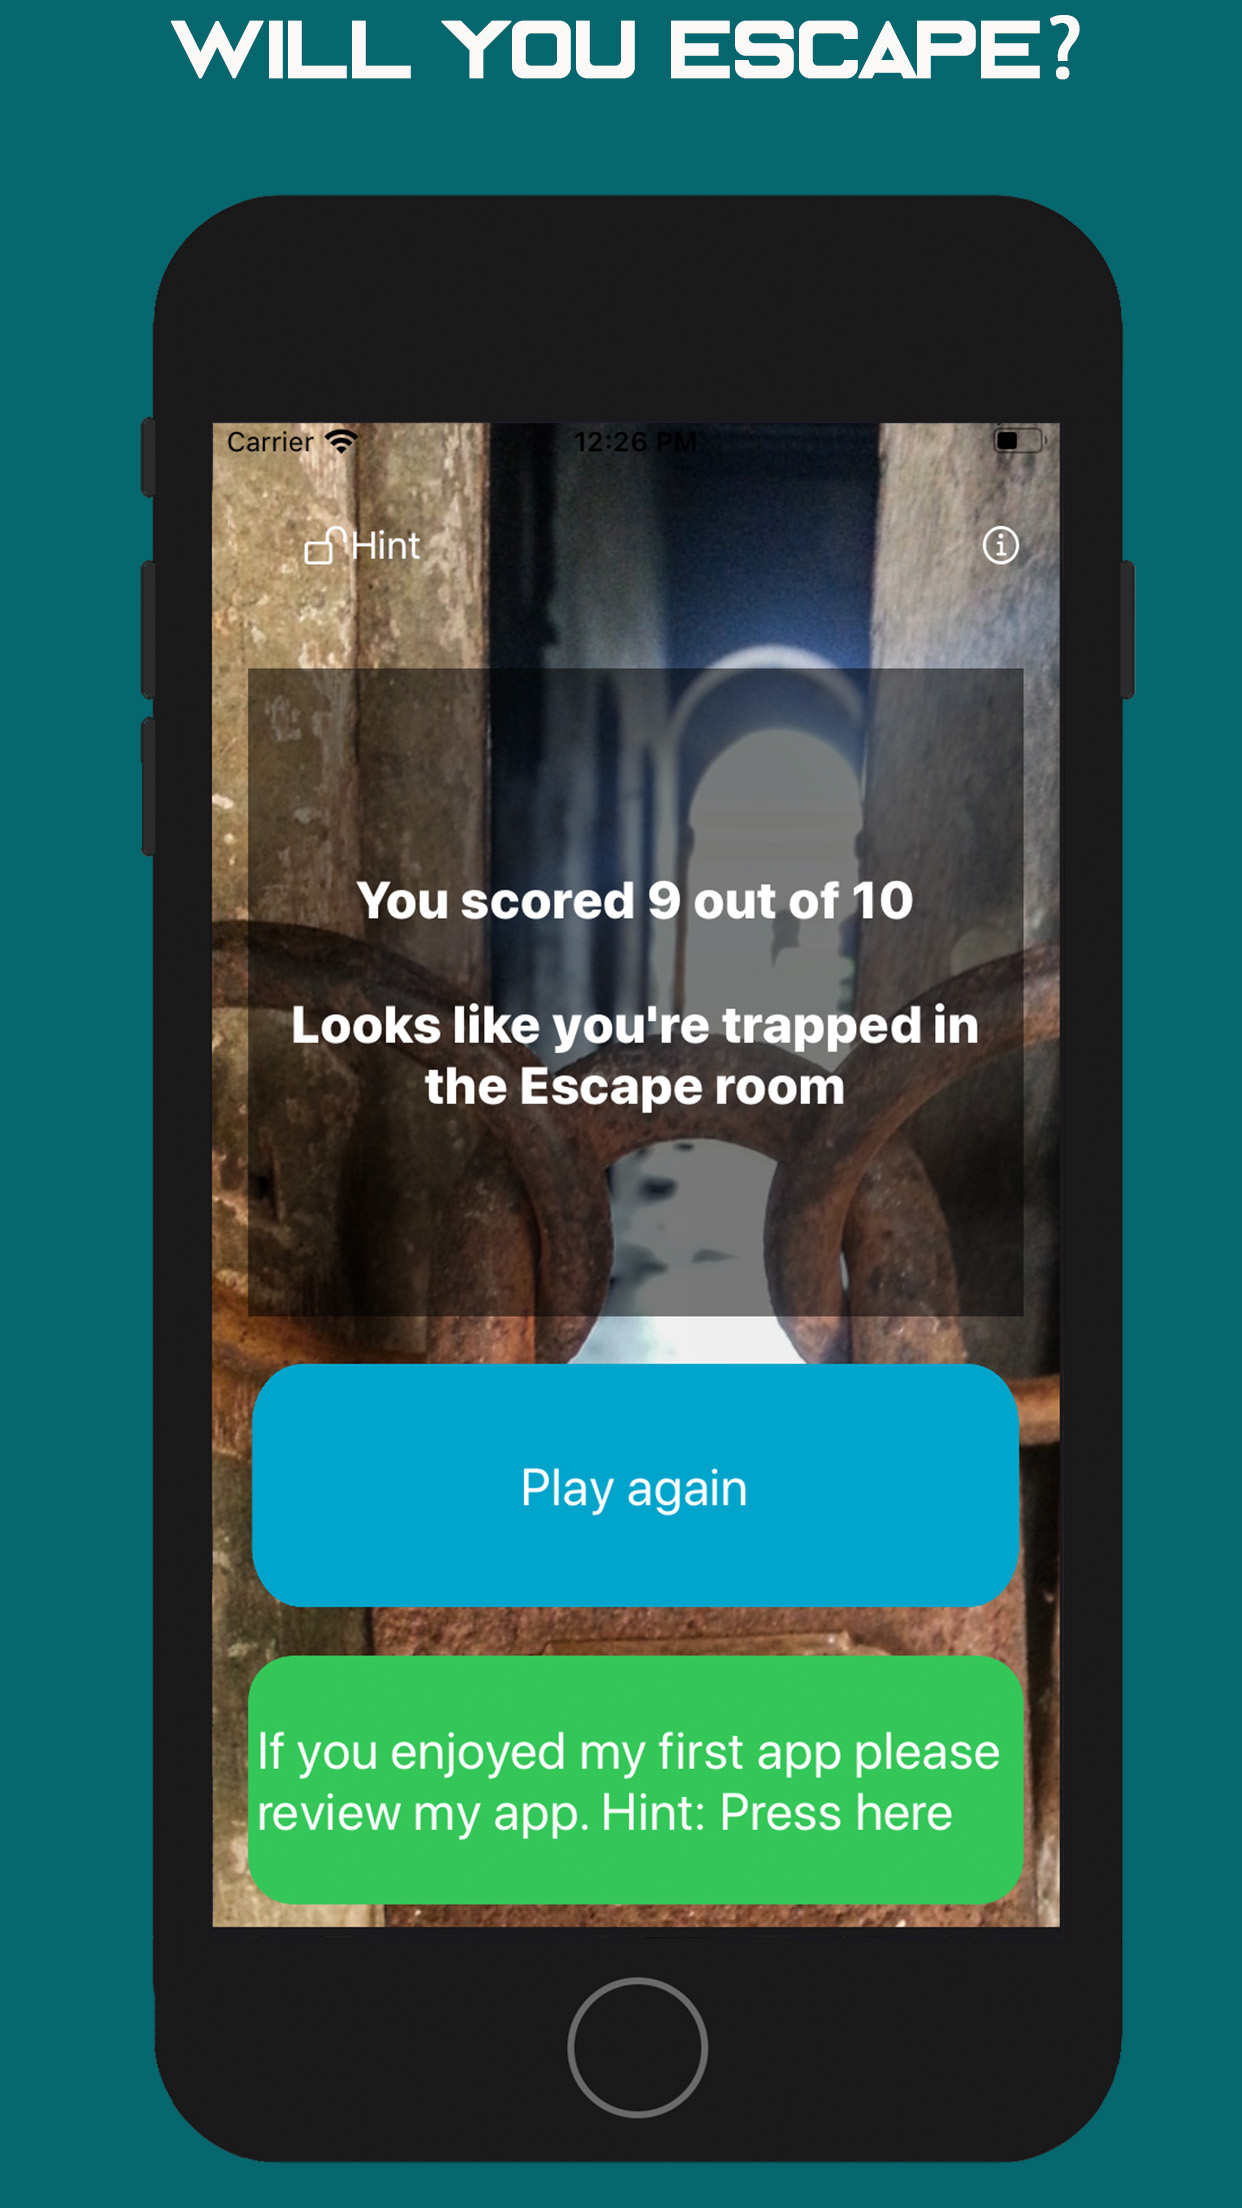 WILL YOU ESCAPE?
Carrier 12:26 PM
Hint
You scored 9 out of 10
Looks like you're trapped in
the Escape room
Play again
If you enjoyed my first app please
review my app. Hint: Press here